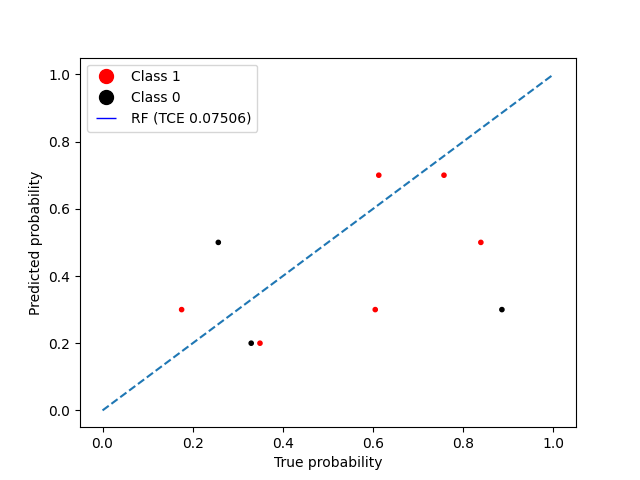 Class 1
Class 0
RF (TCE 0.07506)
1.0
0.8
0.6
0.4
0.2
0.0
Predicted probability
0.0 0.2 0.4 0.6 0.8 1.0
True probability